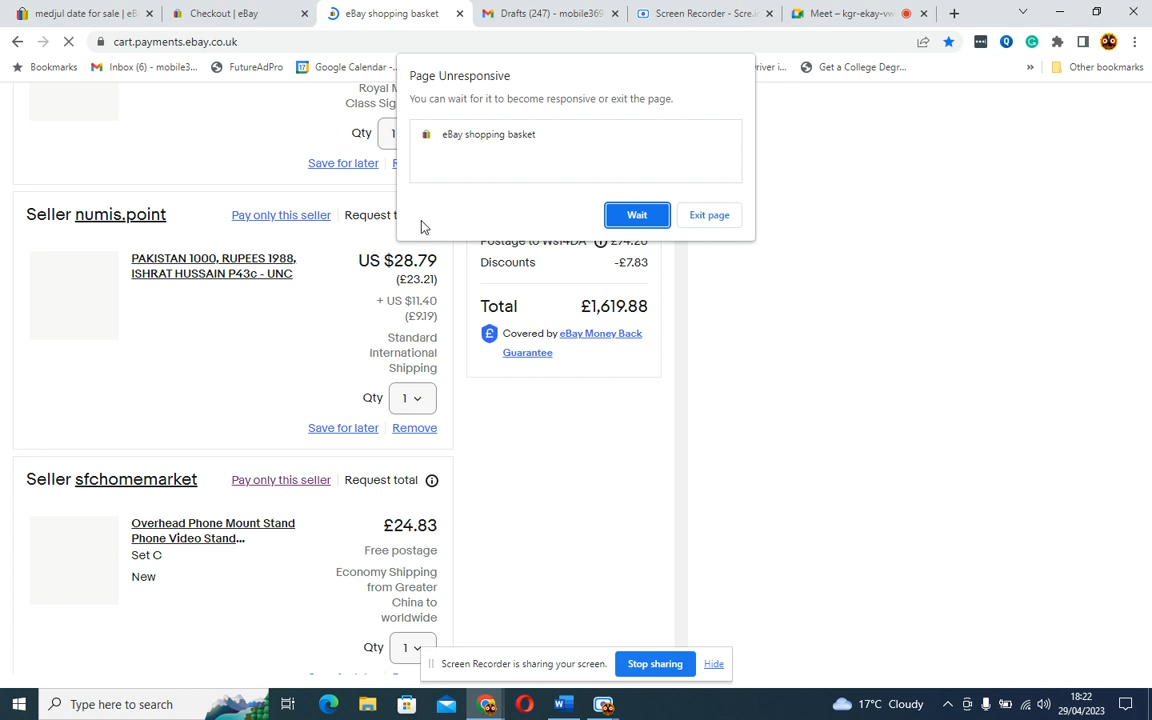 medjul date for sale | eB
Checkout | eBay
eBay shopping basket
Drafts (247) - mobile369
Screen Recorder - Scre
Meet – kgr-ekay-vw
cart.payments.ebay.co.uk
Bookmarks
Inbox (6) - mobile3...
FutureAdPro
Google Calendar -
river i...
Get a College Degr...
»
Other bookmarks
Page Unresponsive
You can wait for it to become responsive or exit the page.
eBay shopping basket
Wait
Exit page
Royal M
Class Sig
Qty 1
Save for later
Seller numis.point
Pay only this seller
Request t
PAKISTAN 1000, RUPEES 1988,
ISHRAT HUSSAIN P43c - UNC
US $28.79
(£23.21)
+ US $11.40
(£9.19)
Standard
International
Shipping
Qty 1
Save for later
Remove
Discounts
-£7.83
Total
£1,619.88
Covered by eBay Money Back
Guarantee
Seller sfchomemarket
Pay only this seller
Request total
Overhead Phone Mount Stand
Phone Video Stand...
Set C
New
£24.83
Free postage
Economy Shipping
from Greater
China to
worldwide
Qty 1
Screen Recorder is sharing your screen.
Stop sharing
Hide
Type here to search
17°C Cloudy
18:22
29/04/2023